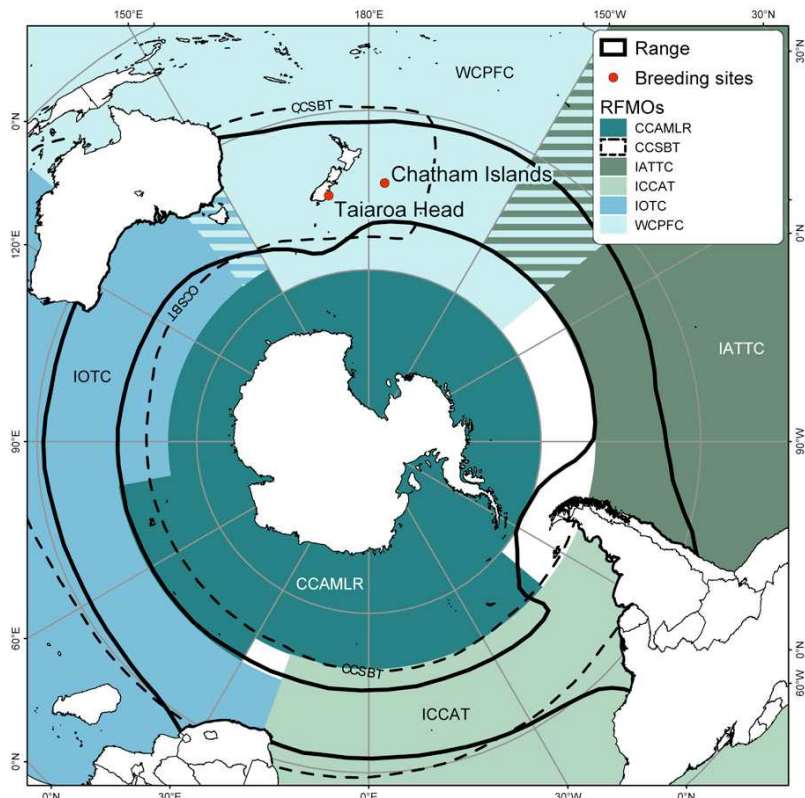 150°E
180°E
150°W
30°N
30°N
0°N
WCPFC
CCSBT
Range
Breeding sites
RFMOs
CCAMLR
CCSBT
IATTC
ICCAT
IOTC
WCPFC
Chatham Islands
Taiaroa Head
120°E
0°N
CCSBT
IOTC
IATTC
90°E
90°W
CCAMLR
60°E
CCSBT
ICCAT
0°N
60°W
0°N
0°N
30°E
0°E
30°W
0°N